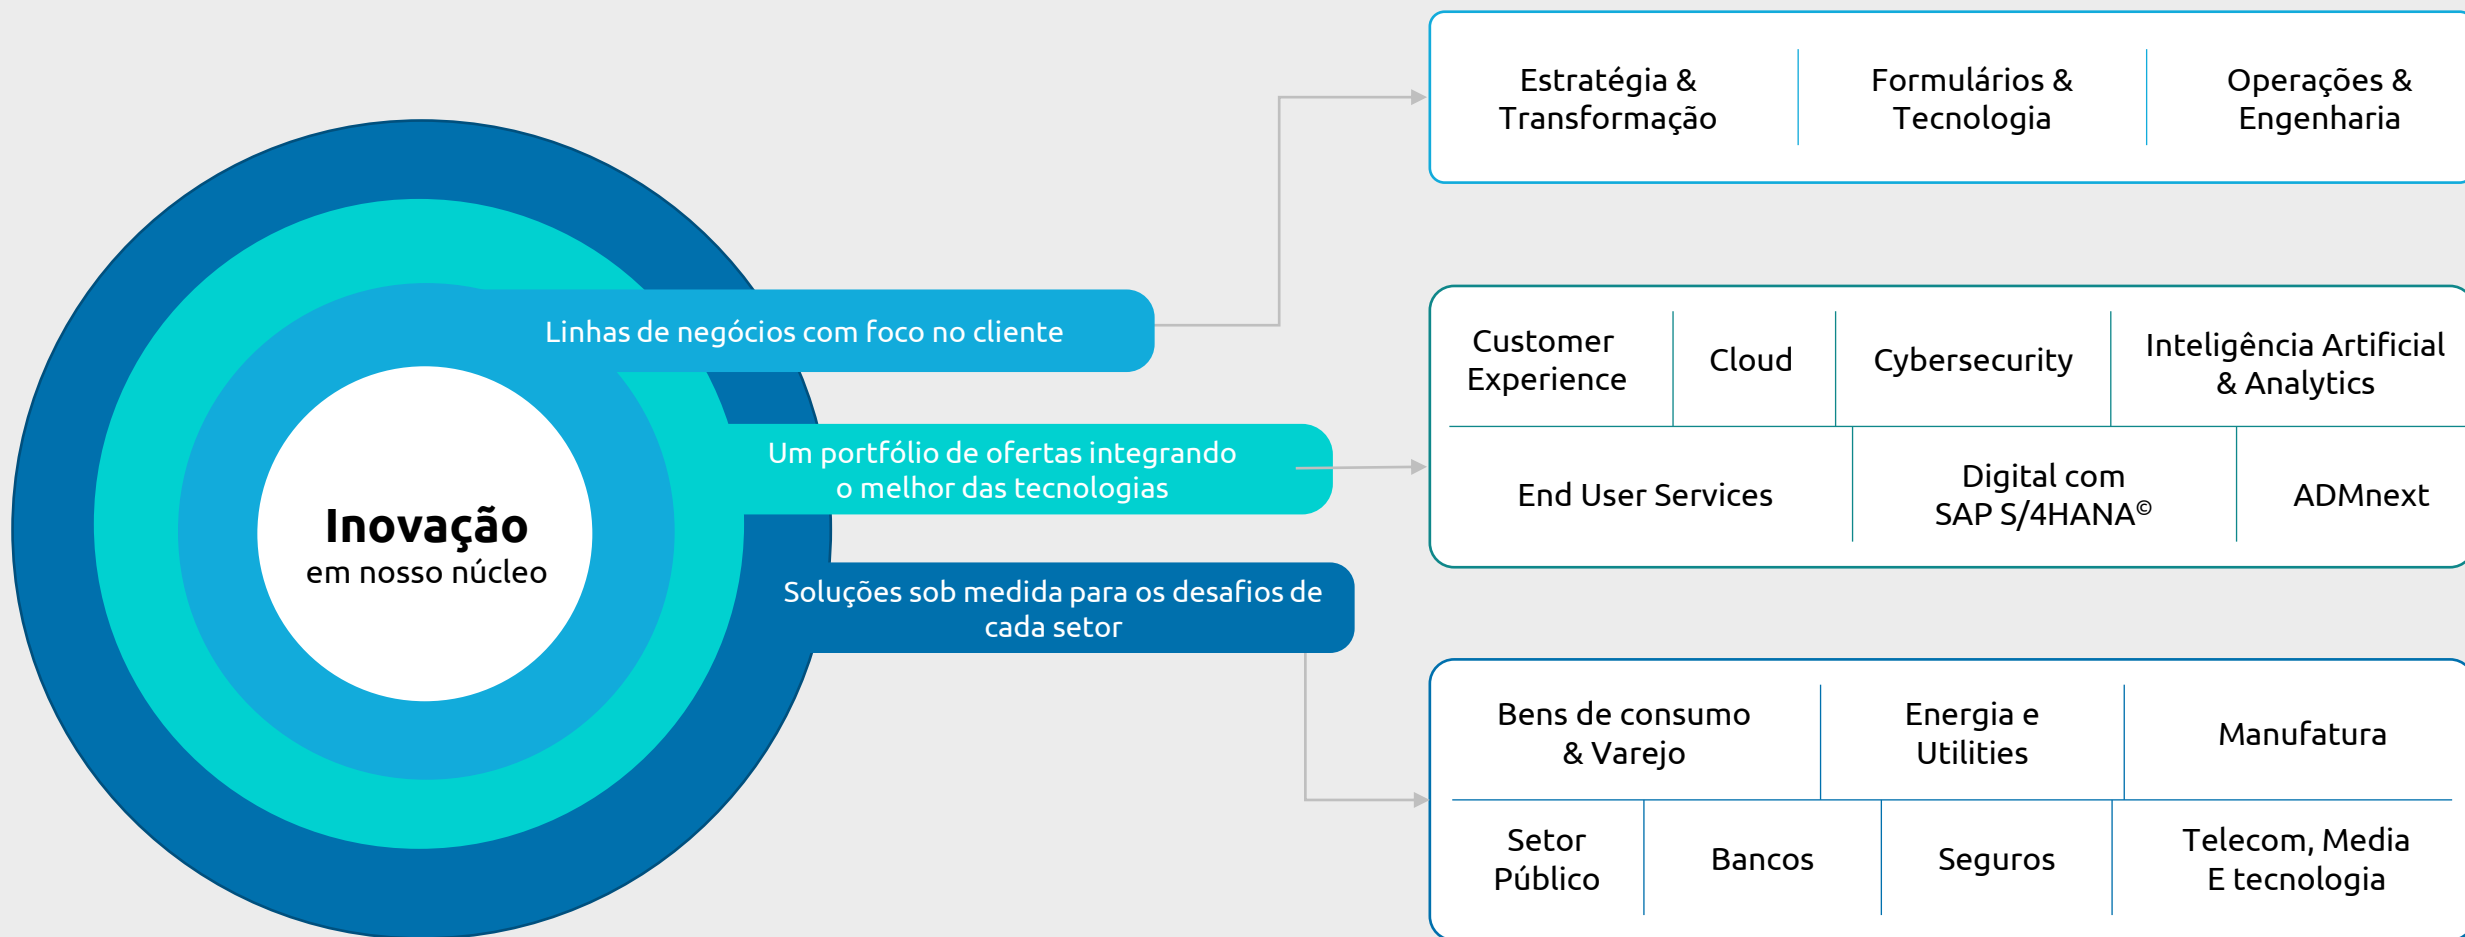 Inovação
em nosso núcleo
Linhas de negócios com foco no cliente
Um portfólio de ofertas integrando
o melhor das tecnologias
Soluções sob medida para os desafios de
cada setor
Estratégia &
Transformação
Formulários &
Tecnologia
Operações &
Engenharia
Customer
Experience
Cloud
Cybersecurity
Inteligência Artificial
& Analytics
End User Services
Digital com
SAP S/4HANA©
ADMnext
Bens de consumo
& Varejo
Energia e
Utilities
Manufatura
Setor
Público
Bancos
Seguros
Telecom, Media
E tecnologia